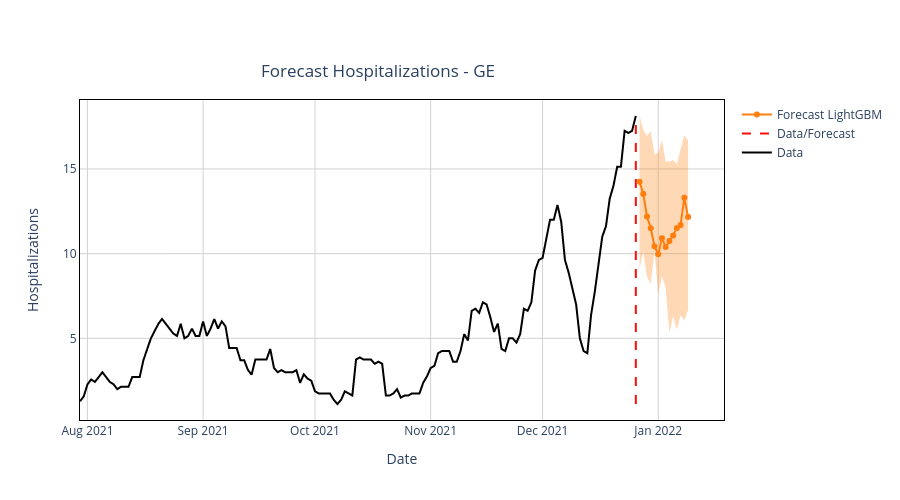 Forecast Hospitalizations - GE
Forecast LightGBM
Data/Forecast
Data
Hospitalizations
15
10
5
Aug 2021
Sep 2021
Oct 2021
Nov 2021
Dec 2021
Jan 2022
Date